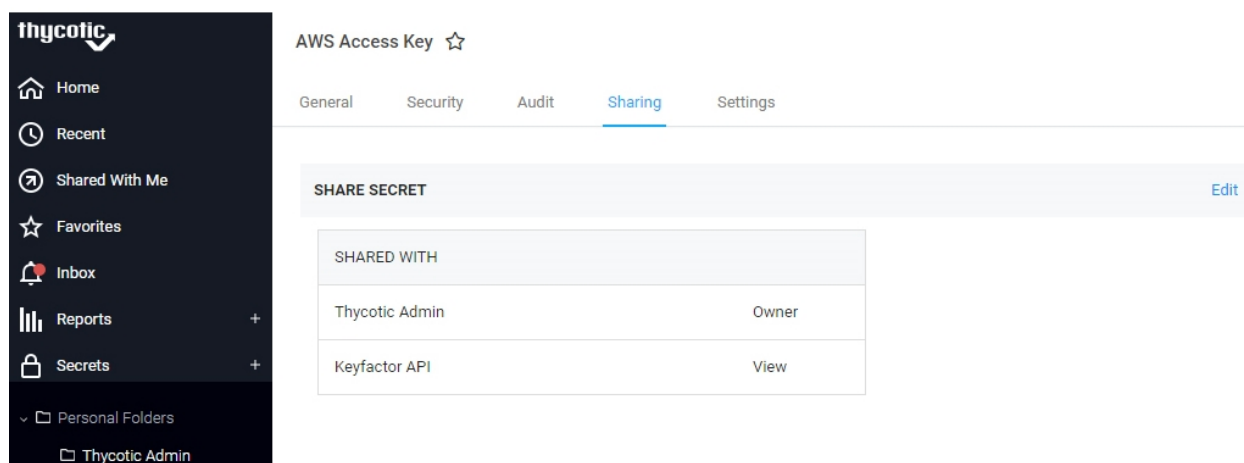 thycotic
Home
Recent
Shared With Me
Favorites
Inbox
Reports +
Secrets +
Personal Folders
Thycotic Admin
AWS Access Key
General Security Audit Sharing Settings
SHARE SECRET Edit
SHARED WITH
Thycotic Admin Owner
Keyfactor API View